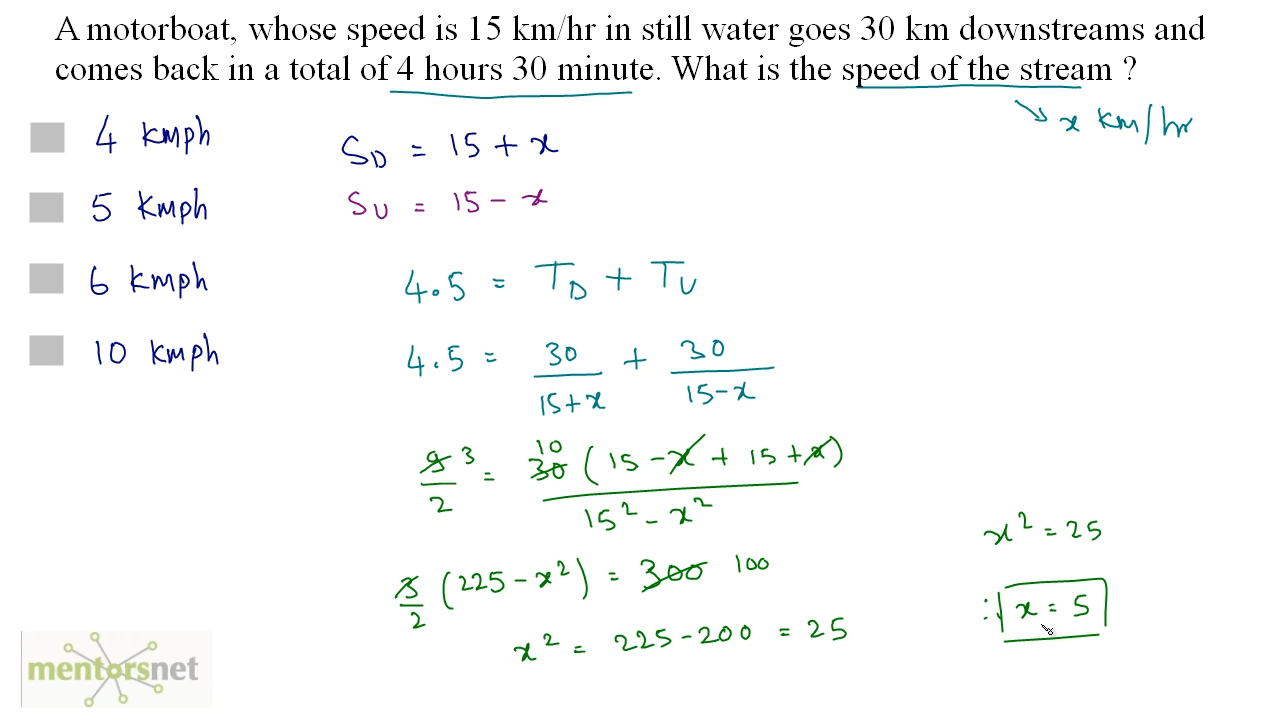 A motorboat, whose speed is 15 km/hr in still water goes 30 km downstreams and
comes back in a total of 4 hours 30 minute. What is the speed of the stream ?
x km/hr
4 kmph
5 kmph
6 kmph
10 kmph
S_D = 15 + x
S_U = 15 - x
4.5 = T_D + T_U
4.5 = 30/(15+x) + 30/(15-x)
9/2 3 = 30 10 (15 - x + 15 + x) / (15² - x²)
3/2 (225 - x²) = 300 100
x² = 225 - 200 = 25
x² = 25
∴ x = 5
mentorsnet